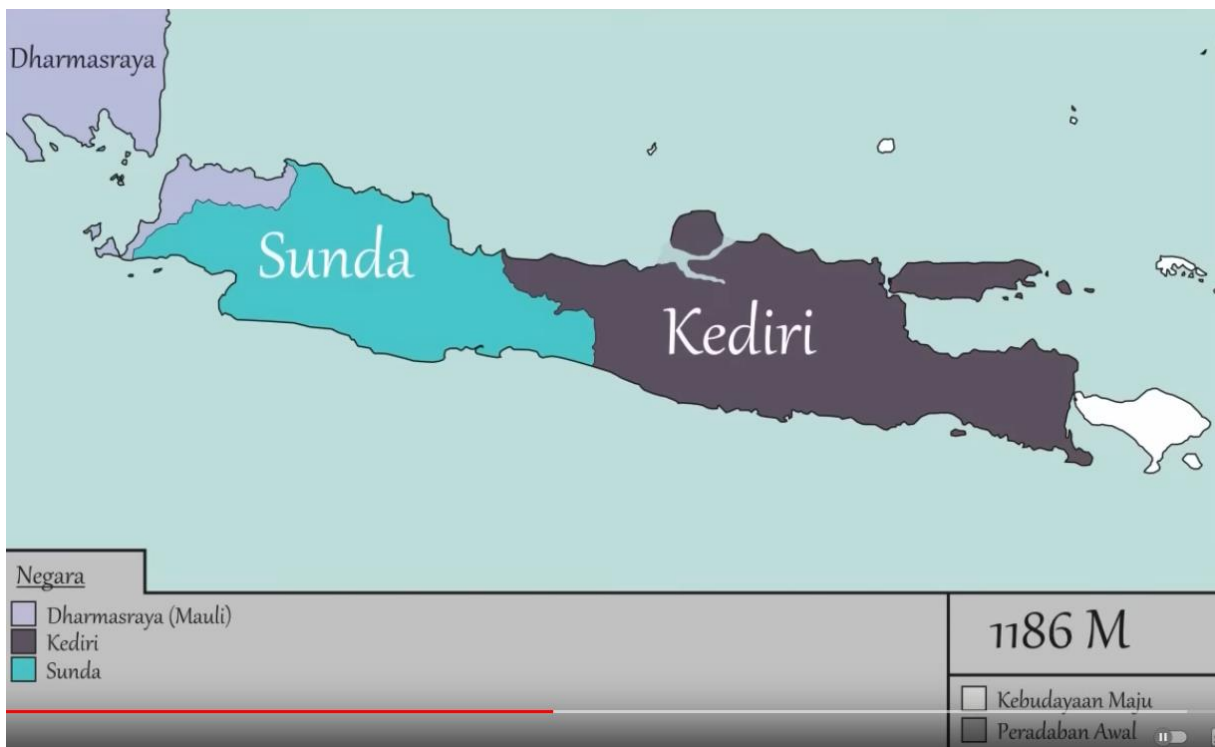 Dharmasraya
Sunda
Kediri
Negara
Dharmasraya (Mauli)
Kediri
Sunda
1186 M
Kebudayaan Maju
Peradaban Awal